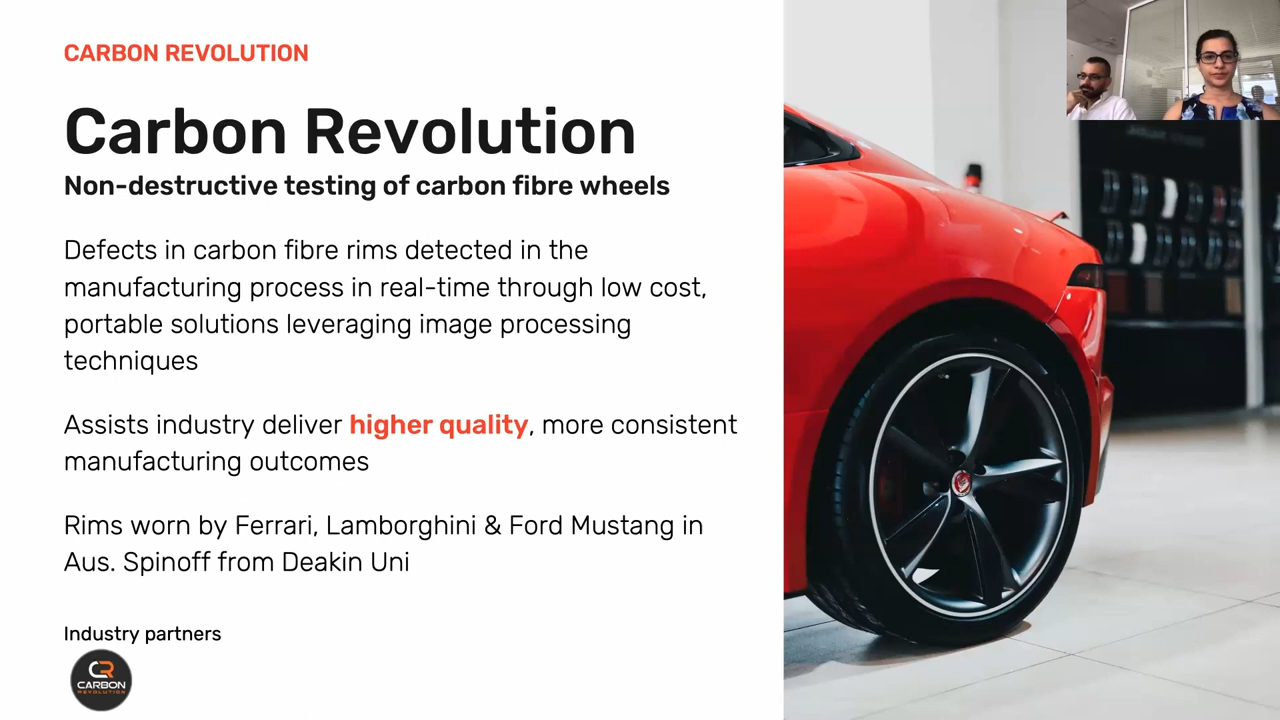 CARBON REVOLUTION
Carbon Revolution
Non-destructive testing of carbon fibre wheels
Defects in carbon fibre rims detected in the
manufacturing process in real-time through low cost,
portable solutions leveraging image processing
techniques
Assists industry deliver higher quality, more consistent
manufacturing outcomes
Rims worn by Ferrari, Lamborghini & Ford Mustang in
Aus. Spinoff from Deakin Uni
Industry partners
CR
CARBON
REVOLUTION